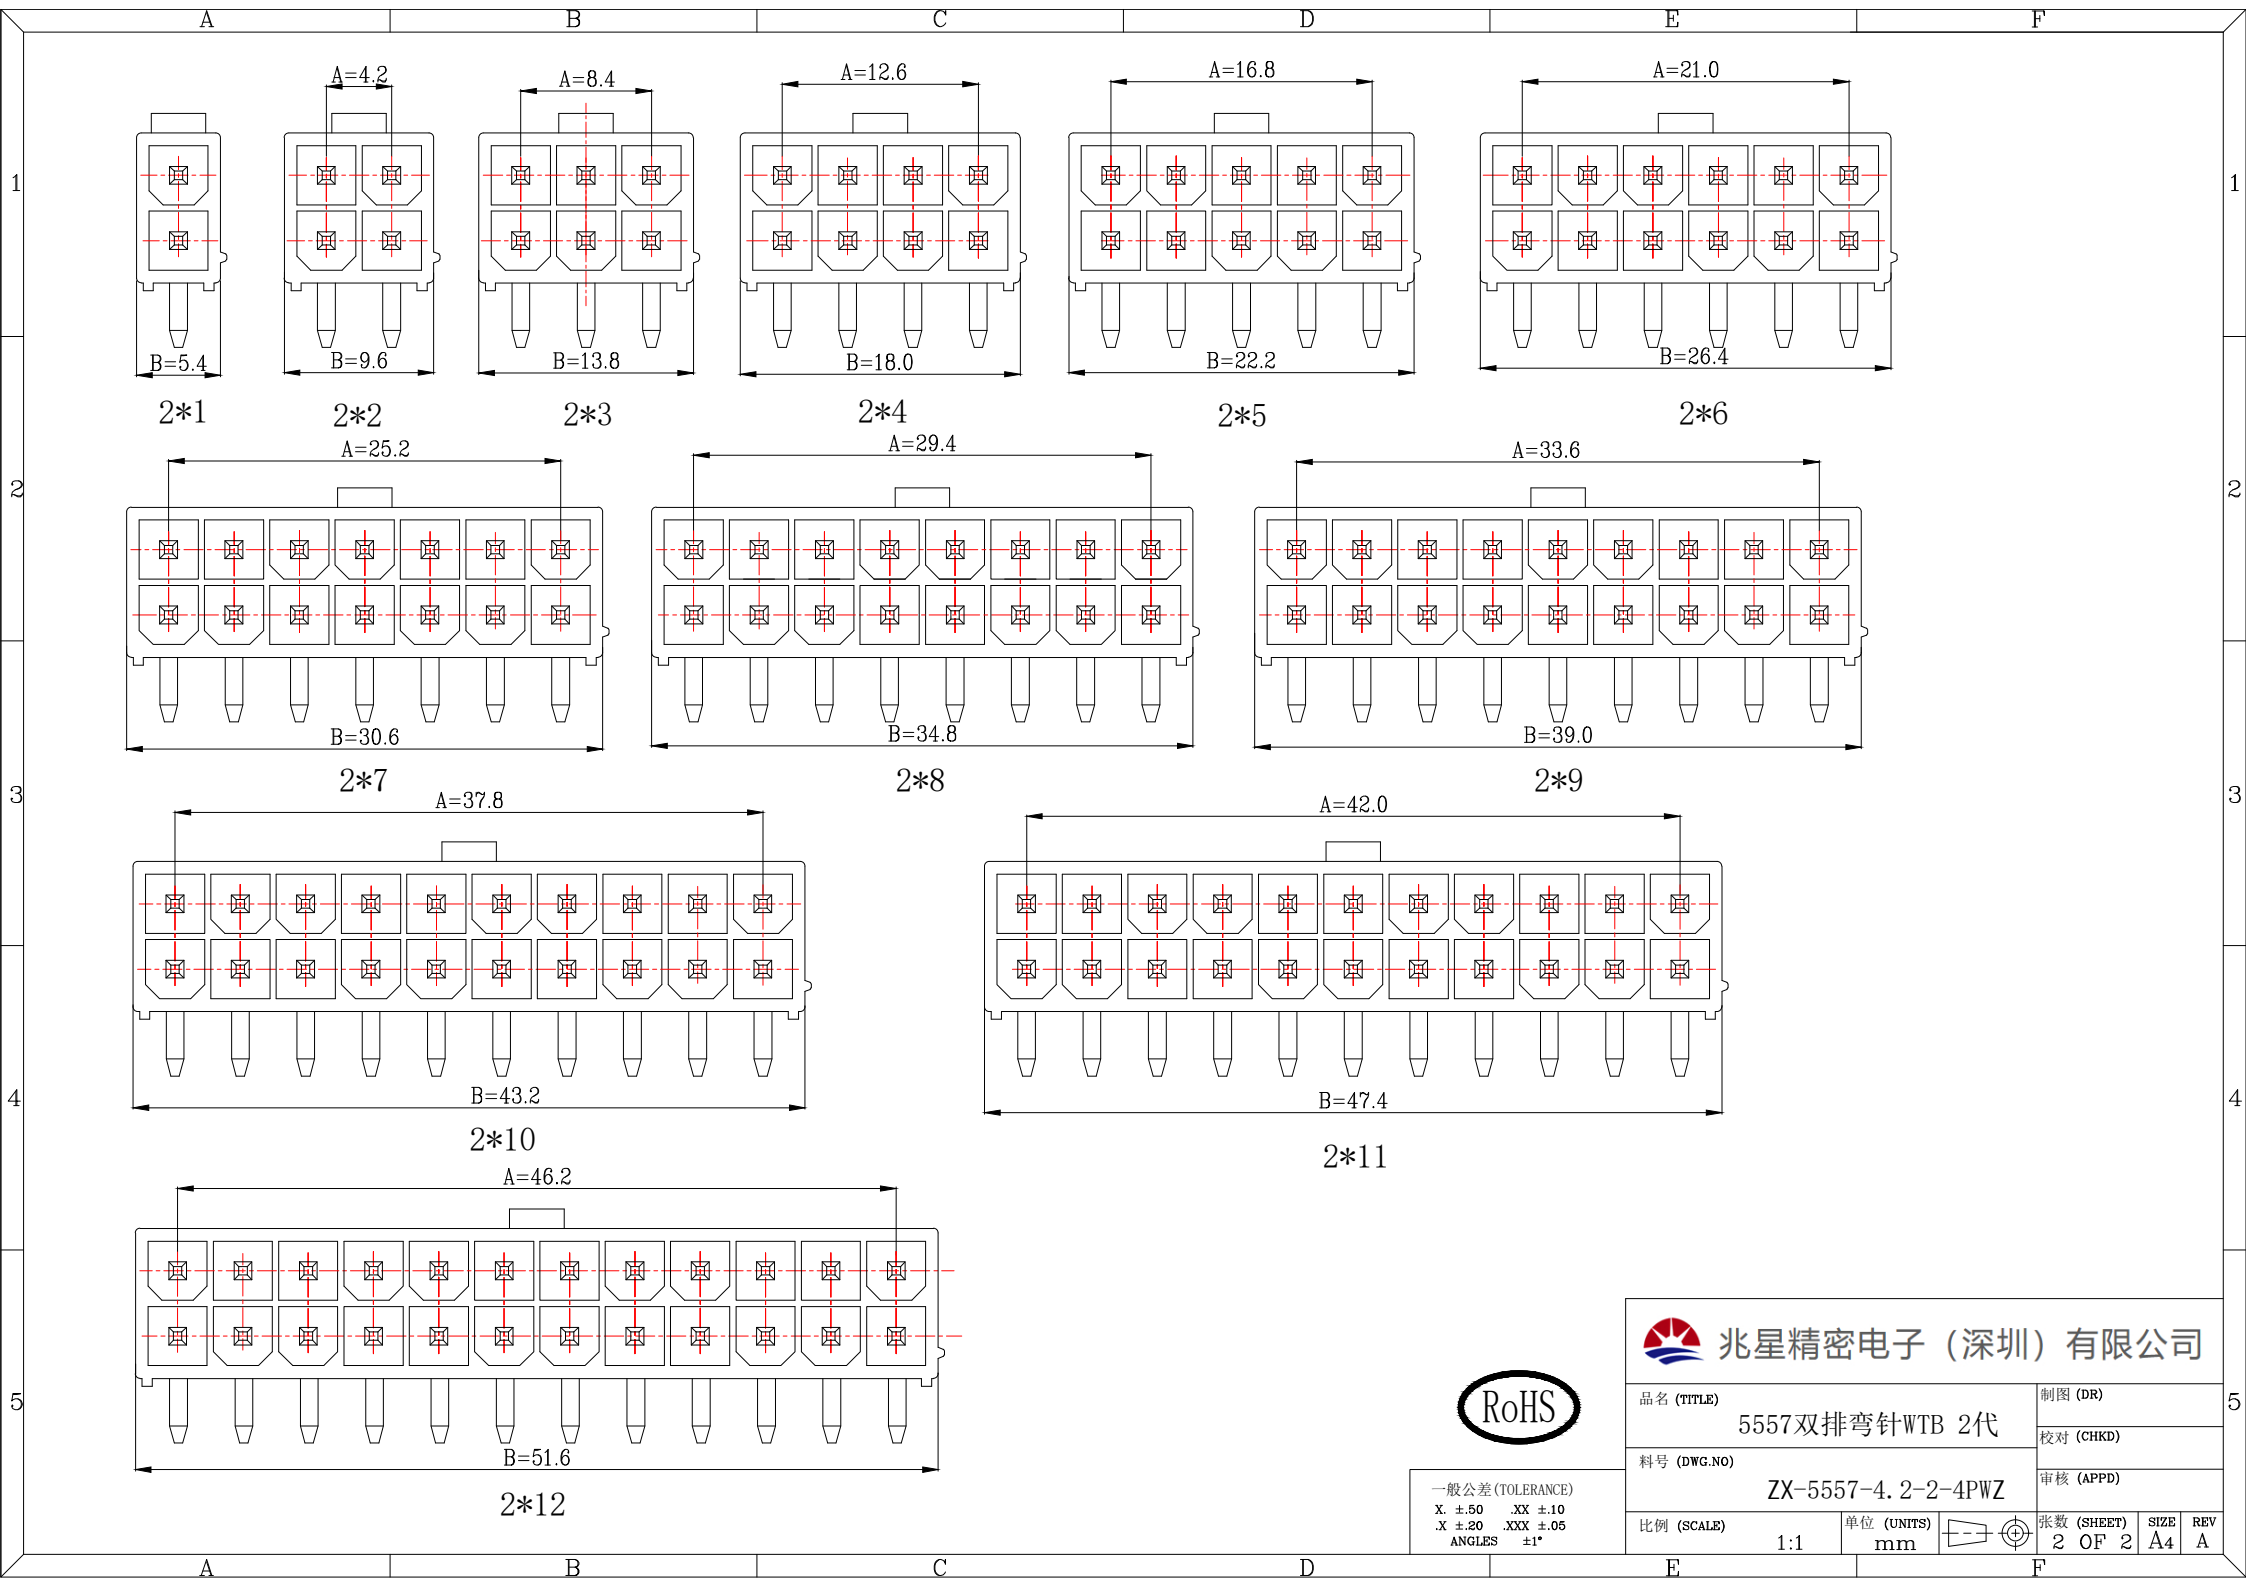 A B C D E F
A=4.2 A=8.4 A=12.6 A=16.8 A=21.0
1 1
B=5.4 B=9.6 B=13.8 B=18.0 B=22.2 B=26.4
2*1 2*2 2*3 2*4 2*5 2*6
A=25.2 A=29.4 A=33.6
2 2
B=30.6 B=34.8 B=39.0
2*7 2*8 2*9
3 3
A=37.8 A=42.0
4 4
B=43.2 B=47.4
2*10 2*11
A=46.2
5 5
B=51.6
2*12
RoHS
一般公差(TOLERANCE)
X. ±.50 .XX ±.10
.X ±.20 .XXX ±.05
ANGLES ±1°
兆星精密电子（深圳）有限公司
品名 (TITLE)
5557双排弯针WTB 2代
料号 (DWG.NO)
ZX-5557-4.2-2-4PWZ
比例 (SCALE)
1:1
单位 (UNITS)
mm
制图 (DR)
校对 (CHKD)
审核 (APPD)
张数 (SHEET)
2 OF 2
SIZE
A4
REV
A
A B C D E F